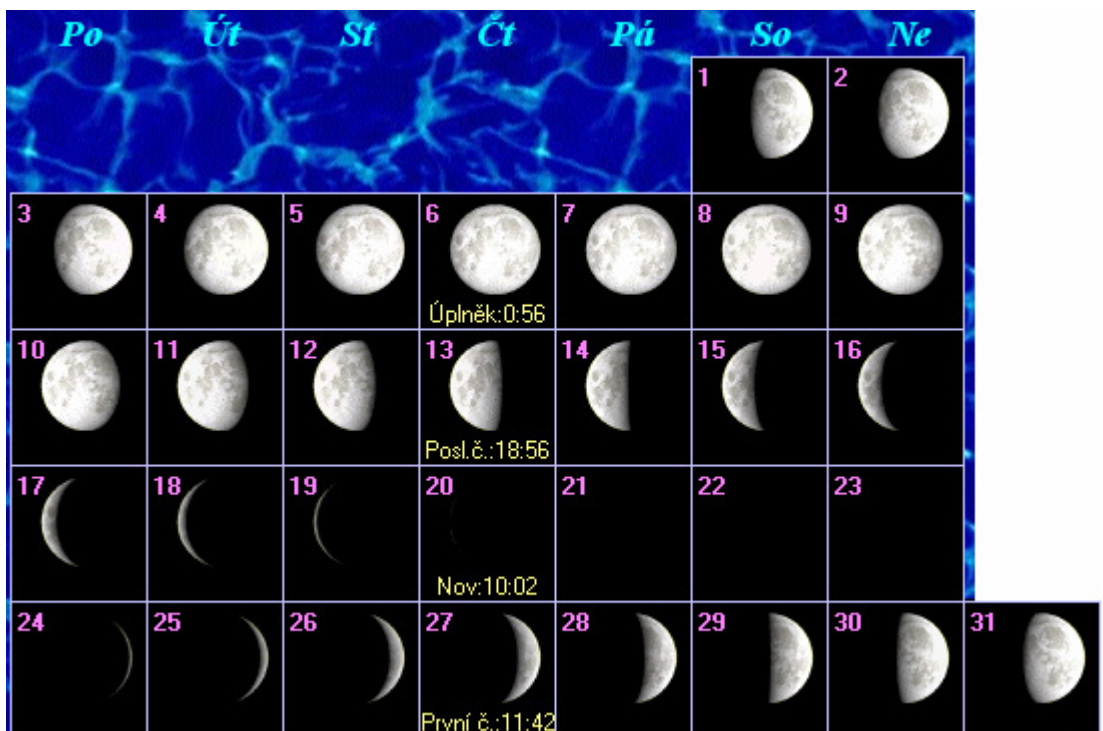 Po Út St Čt Pá So Ne
1 2
3 4 5 6 7 8 9
Úplněk:0:56
10 11 12 13 14 15 16
Posl.č.:18:56
17 18 19 20 21 22 23
Nov:10:02
24 25 26 27 28 29 30 31
První č.:11:42